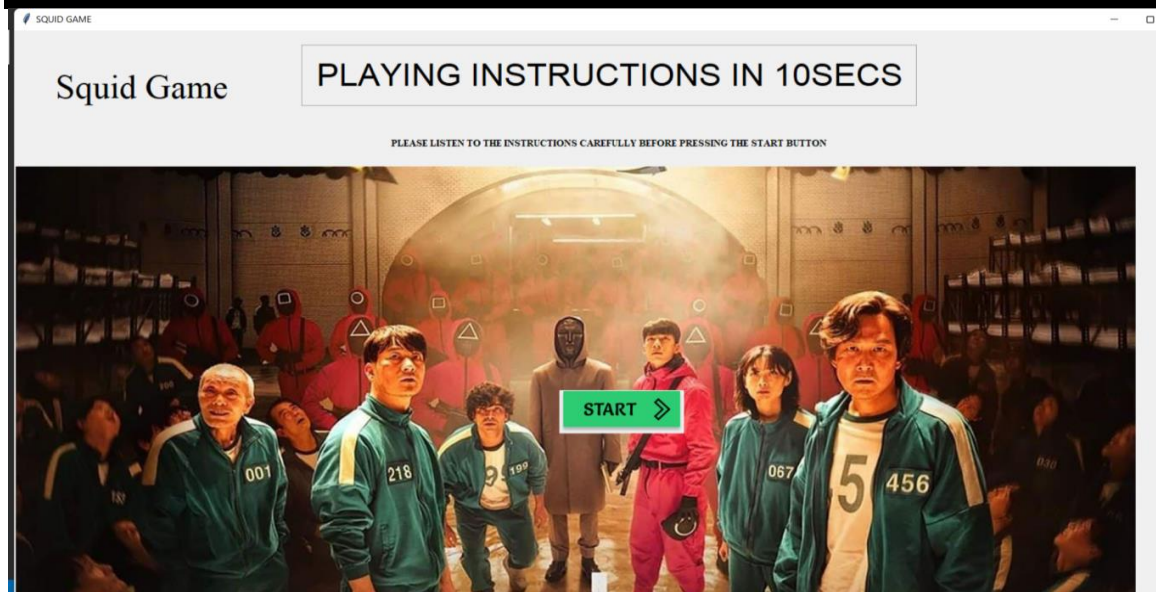 SQUID GAME
Squid Game
PLAYING INSTRUCTIONS IN 10SECS
PLEASE LISTEN TO THE INSTRUCTIONS CAREFULLY BEFORE PRESSING THE START BUTTON
START
001
218
199
067
456